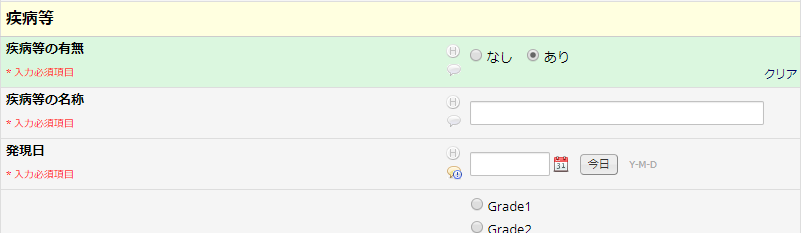 疾病等
疾病等の有無
* 入力必須項目
H
なし
あり
クリア
疾病等の名称
* 入力必須項目
H
発現日
* 入力必須項目
H
31
今日
Y-M-D
Grade1
Grade2